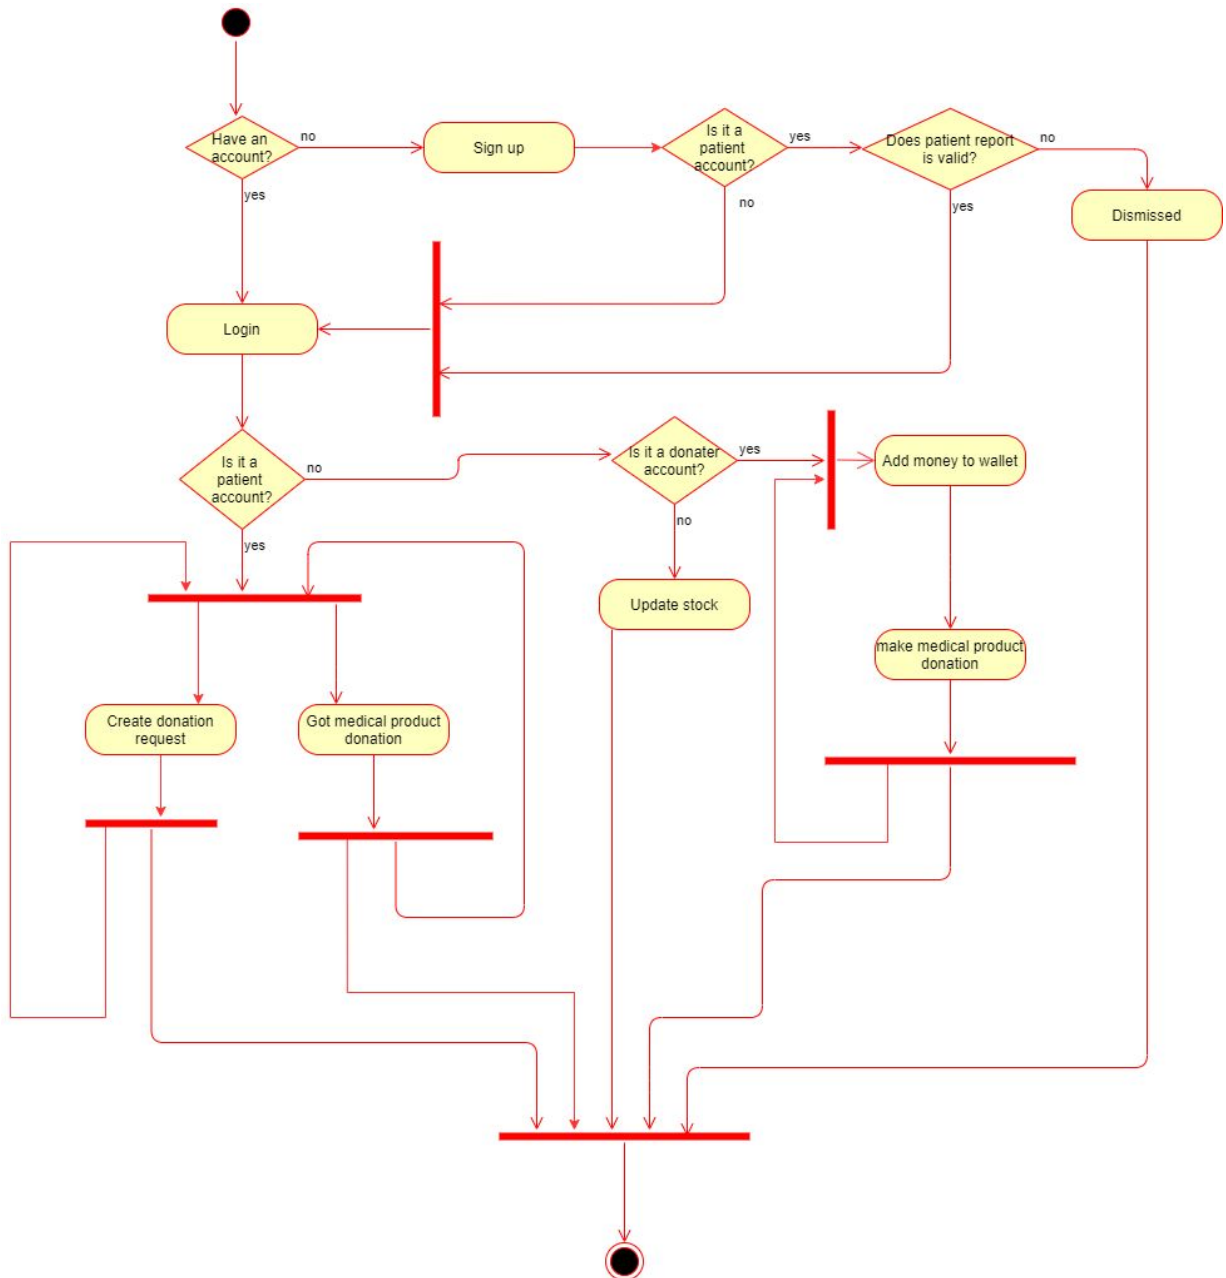 Have an
account?
no
Sign up
Is it a
patient
account?
yes
Does patient report
is valid?
no
yes
no
yes
Dismissed
Login
Is it a
patient
account?
no
Is it a donater
account?
yes
Add money to wallet
no
yes
Update stock
make medical product
donation
Create donation
request
Got medical product
donation